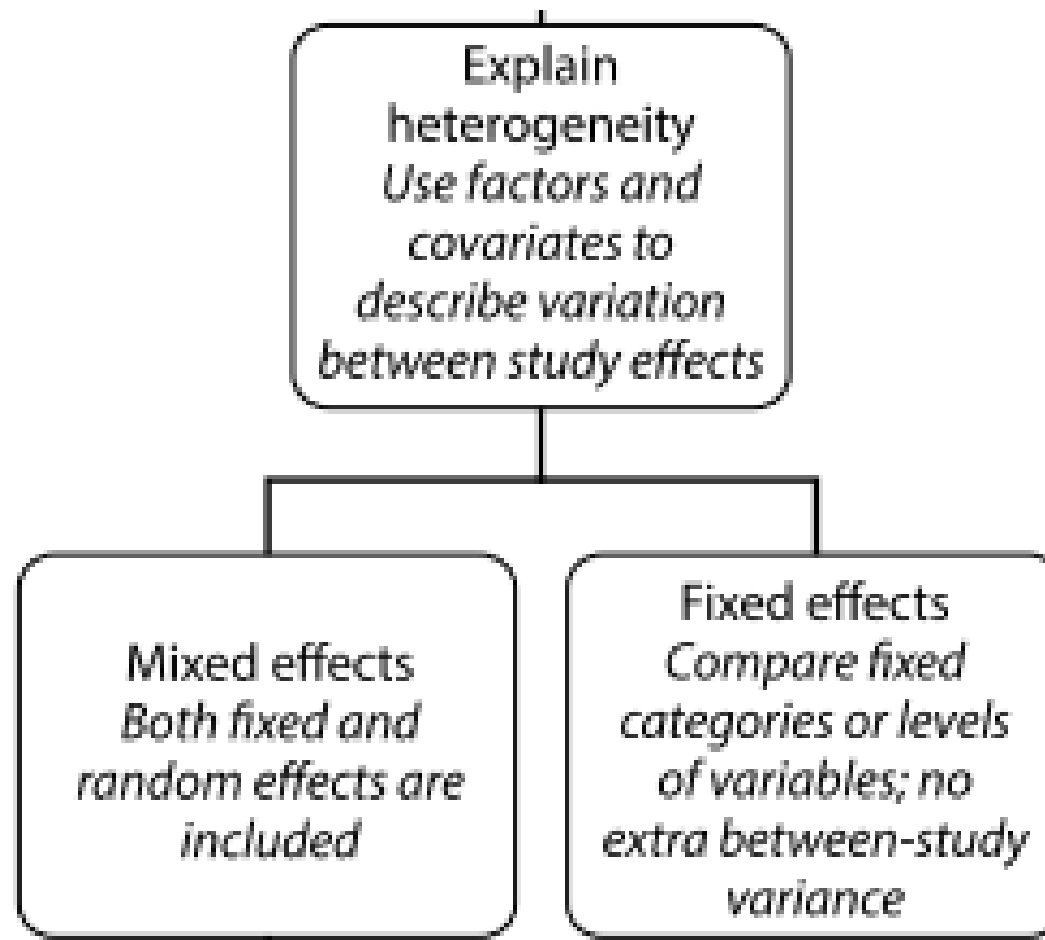 Explain
heterogeneity
Use factors and
covariates to
describe variation
between study effects
Mixed effects
Both fixed and
random effects are
included
Fixed effects
Compare fixed
categories or levels
of variables; no
extra between-study
variance